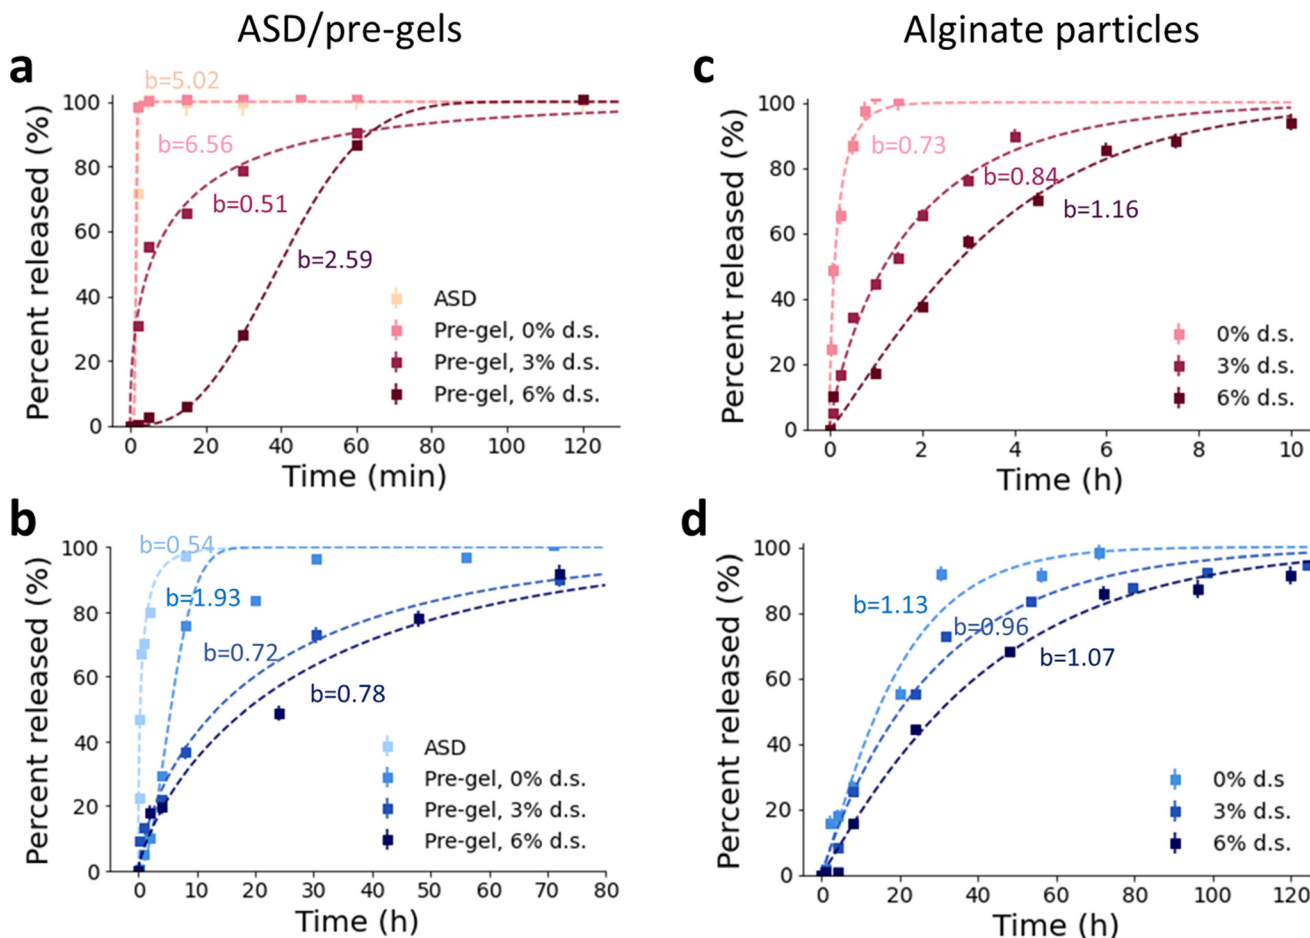 ASD/pre-gels
Alginate particles
a
b=5.02
b=6.56
b=0.51
b=2.59
Percent released (%)
100
80
60
40
20
0
ASD
Pre-gel, 0% d.s.
Pre-gel, 3% d.s.
Pre-gel, 6% d.s.
0 20 40 60 80 100 120
Time (min)
c
b=0.73
b=0.84
b=1.16
Percent released (%)
100
80
60
40
20
0
0% d.s.
3% d.s.
6% d.s.
0 2 4 6 8 10
Time (h)
b
b=0.54
b=1.93
b=0.72
b=0.78
Percent released (%)
100
80
60
40
20
0
ASD
Pre-gel, 0% d.s.
Pre-gel, 3% d.s.
Pre-gel, 6% d.s.
0 10 20 30 40 50 60 70 80
Time (h)
d
b=1.13
b=0.96
b=1.07
Percent released (%)
100
80
60
40
20
0
0% d.s
3% d.s.
6% d.s.
0 20 40 60 80 100 120
Time (h)